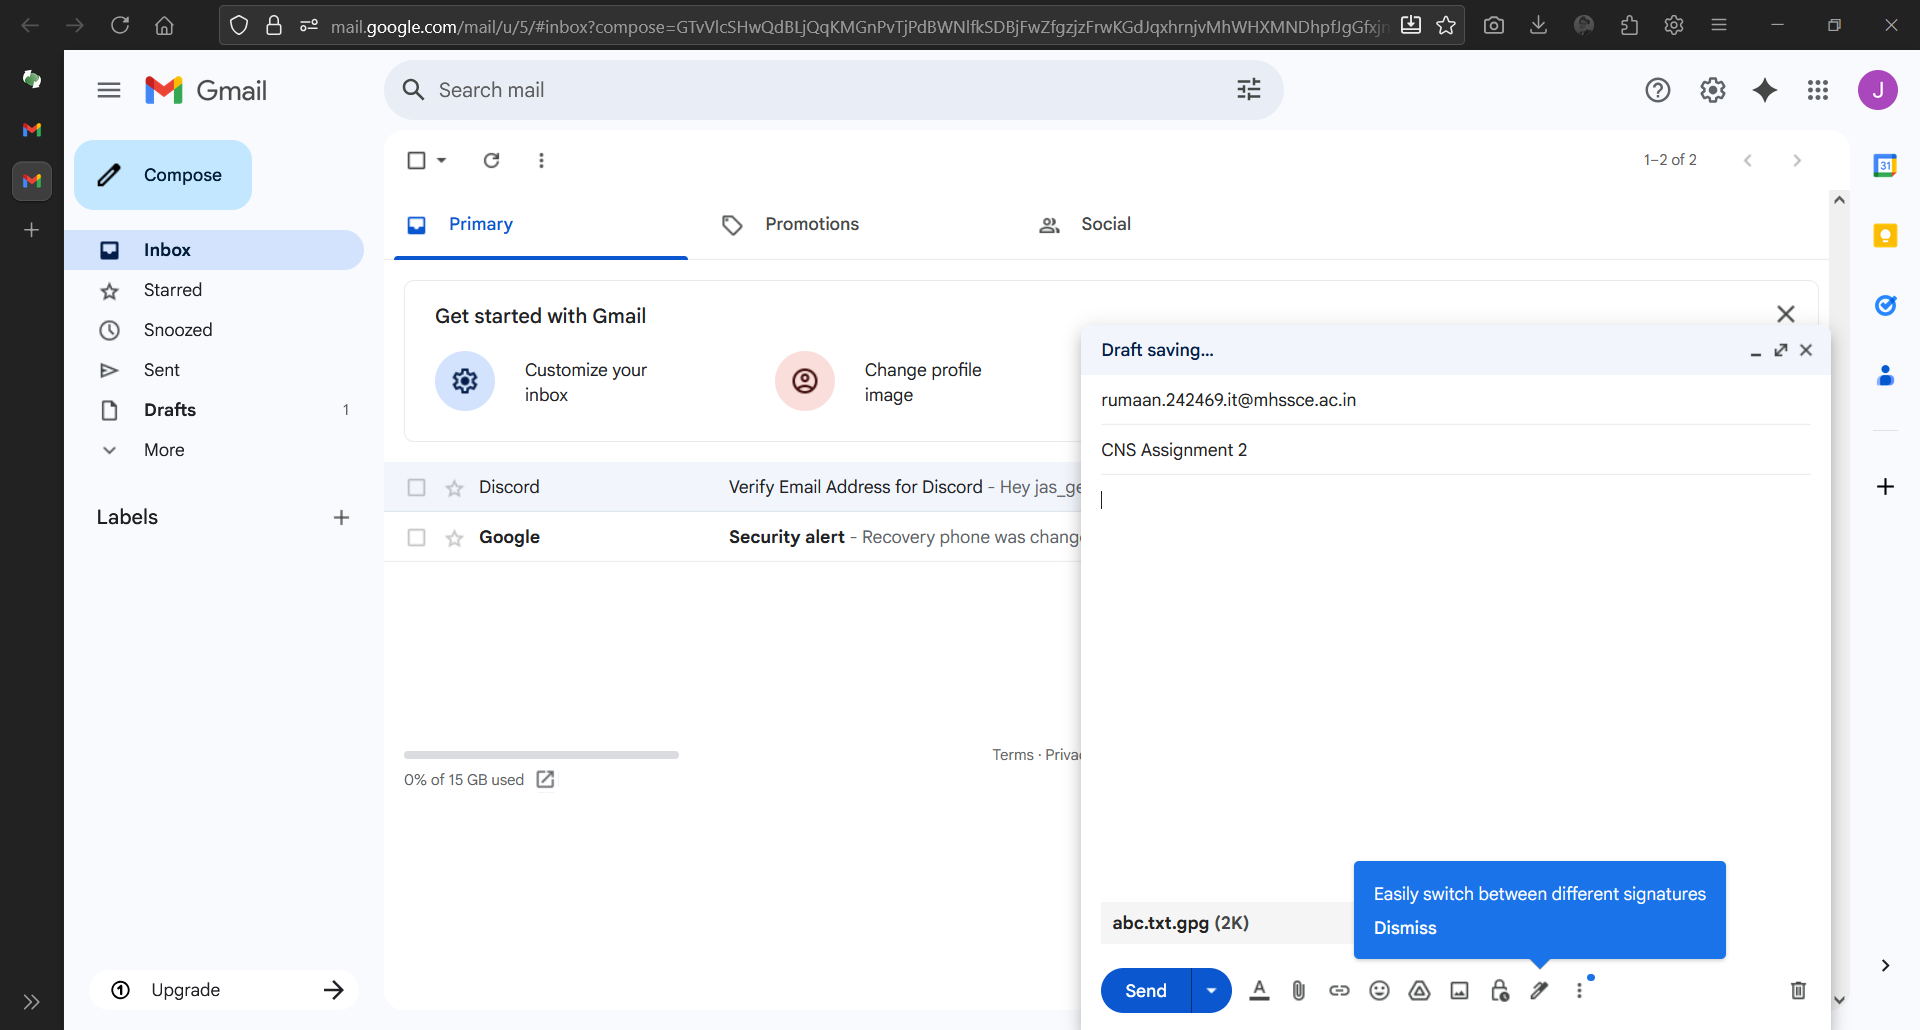 mail.google.com/mail/u/5/#inbox?compose=GTvVlcSHwQdBLjQqKMGnPvTjPdBWNlfkSDBjFwZfgzjzFrwKGdJqxhrnjvMhWHXMNDhpfJgGfxjn
Gmail
Search mail
J
Compose
1–2 of 2
31
Primary
Promotions
Social
Inbox
Starred
Snoozed
Sent
Drafts 1
More
Labels
Get started with Gmail
Customize your
inbox
Change profile
image
Discord Verify Email Address for Discord - Hey jas_ge
Google Security alert - Recovery phone was change
Terms · Privac
0% of 15 GB used
Upgrade
Draft saving...
rumaan.242469.it@mhssce.ac.in
CNS Assignment 2
Easily switch between different signatures
Dismiss
abc.txt.gpg (2K)
Send